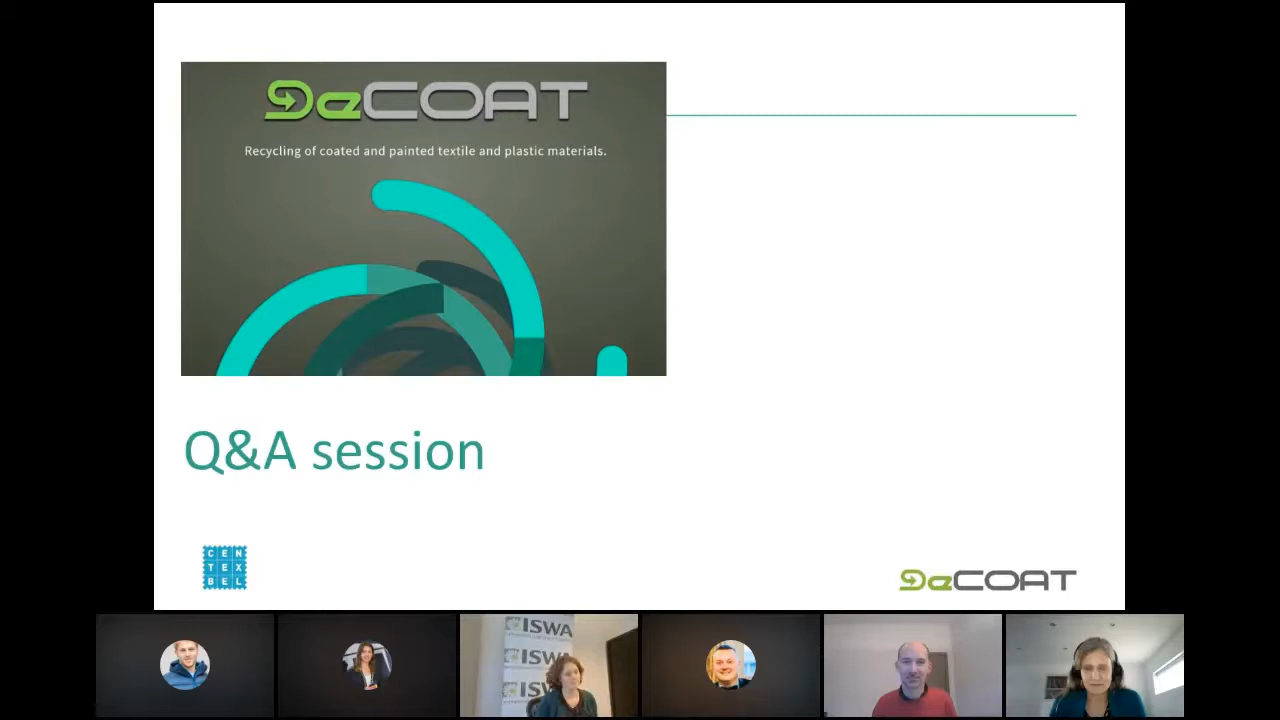 DeCOAT
Recycling of coated and painted textile and plastic materials.
Q&A session
CEN
TEX
BEL
DeCOAT
ISWA
ISWA
ISWA